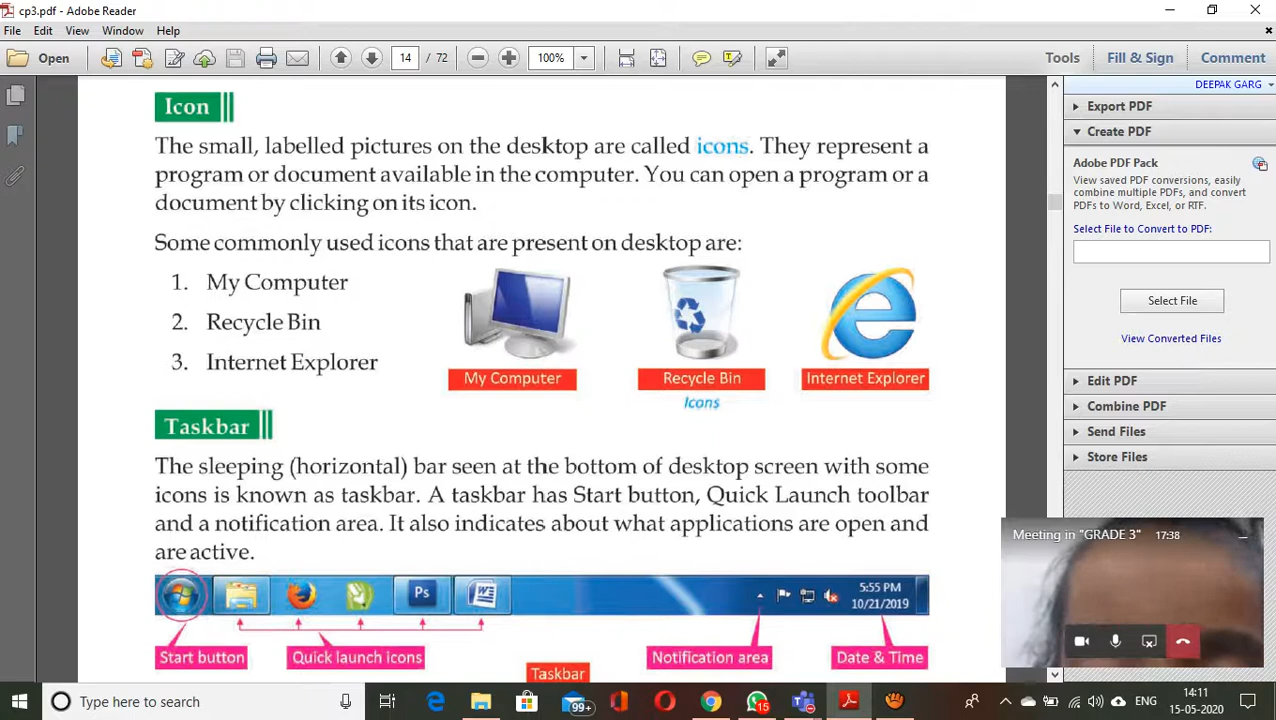 cp3.pdf - Adobe Reader
File Edit View Window Help
Open 14 / 72 100% Tools Fill & Sign Comment
DEEPAK GARG
Icon
The small, labelled pictures on the desktop are called icons. They represent a
program or document available in the computer. You can open a program or a
document by clicking on its icon.
Some commonly used icons that are present on desktop are:
1. My Computer
2. Recycle Bin
3. Internet Explorer
My Computer Recycle Bin Internet Explorer
Icons
Taskbar
The sleeping (horizontal) bar seen at the bottom of desktop screen with some
icons is known as taskbar. A taskbar has Start button, Quick Launch toolbar
and a notification area. It also indicates about what applications are open and
are active.
Ps W 5:55 PM
10/21/2019
Start button Quick launch icons Notification area Date & Time
Taskbar
Export PDF
Create PDF
Adobe PDF Pack
View saved PDF conversions, easily
combine multiple PDFs, and convert
PDFs to Word, Excel, or RTF.
Select File to Convert to PDF:
Select File
View Converted Files
Edit PDF
Combine PDF
Send Files
Store Files
Meeting in "GRADE 3" 17:38
Type here to search 99+ 15 ENG 14:11
15-05-2020